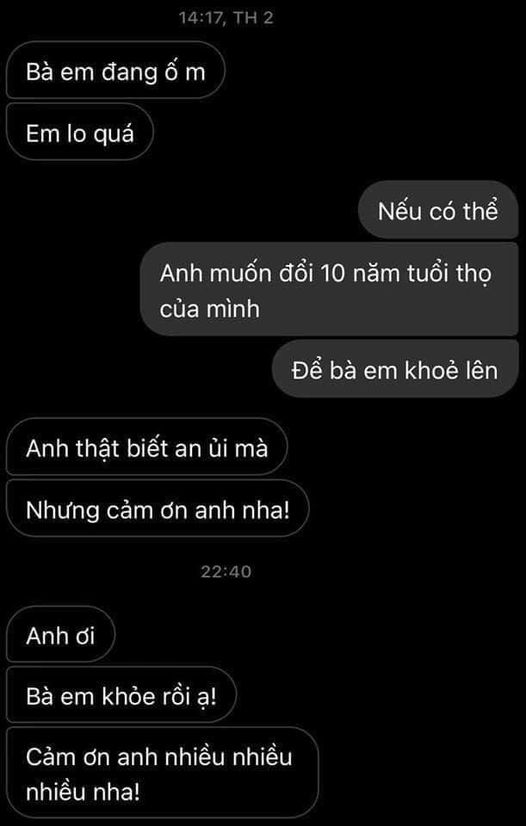 14:17, TH 2
Bà em đang ố m
Em lo quá
Nếu có thể
Anh muốn đổi 10 năm tuổi thọ
của mình
Để bà em khoẻ lên
Anh thật biết an ủi mà
Nhưng cảm ơn anh nha!
22:40
Anh ơi
Bà em khỏe rồi ạ!
Cảm ơn anh nhiều nhiều
nhiều nha!